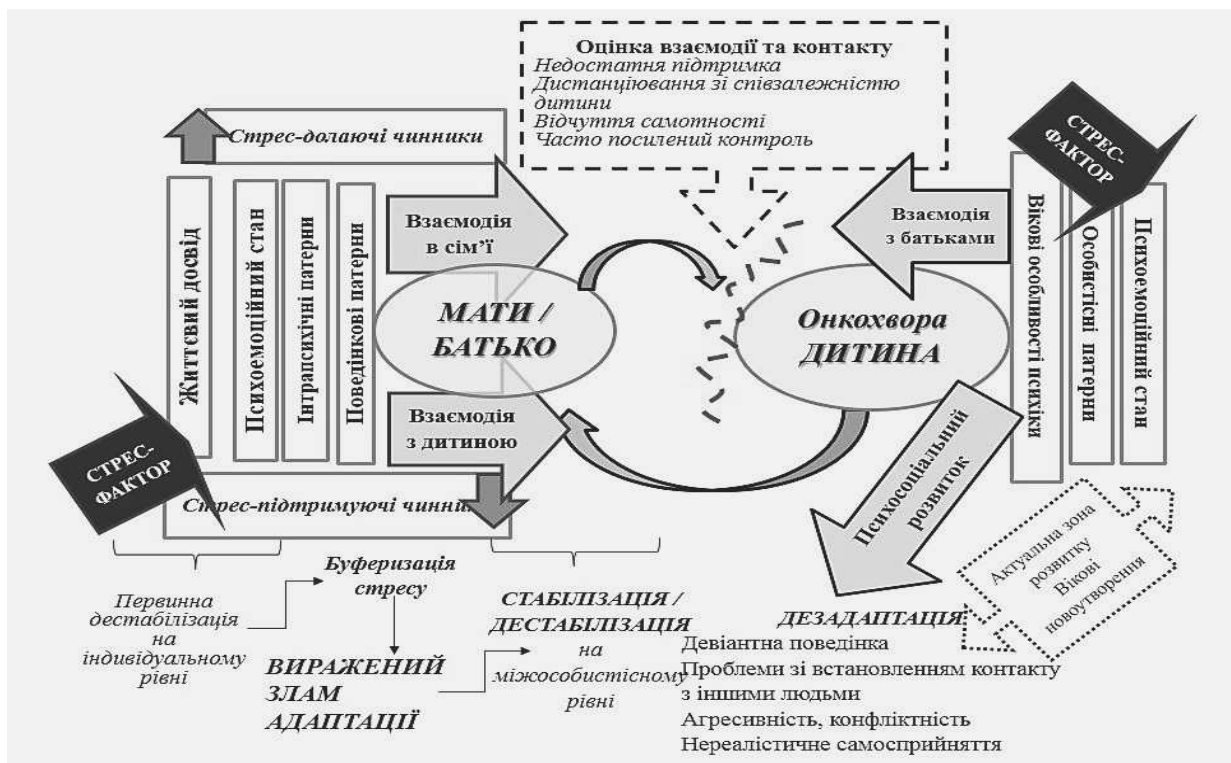 Оцінка взаємодії та контакту
Недостатня підтримка
Дистанціювання зі співзалежністю
дитини
Відчуття самотності
Часто посилений контроль
Стрес-долаючі чинники
СТРЕС-
ФАКТОР
Життєвий досвід
Психоемоційний стан
Інтрапсихічні патерни
Поведінкові патерни
Взаємодія
в сім’ї
МАТИ /
БАТЬКО
Взаємодія
з дитиною
Взаємодія
з батьками
Онкохвора
ДИТИНА
Вікові особливості психіки
Особистісні патерни
Психоемоційний стан
СТРЕС-
ФАКТОР
Стрес-підтримуючі чинник
Психосоціальний
розвиток
Актуальна зона
розвитку
Вікові
новоутворення
Первинна
дестабілізація
на
індивідуальному
рівні
Буферизація
стресу
ВИРАЖЕНИЙ
ЗЛАМ
АДАПТАЦІЇ
СТАБІЛІЗАЦІЯ /
ДЕСТАБІЛІЗАЦІЯ
на
міжособистісному
рівні
ДЕЗАДАПТАЦІЯ
Девіантна поведінка
Проблеми зі встановленням контакту
з іншими людьми
Агресивність, конфліктність
Нереалістичне самосприйняття